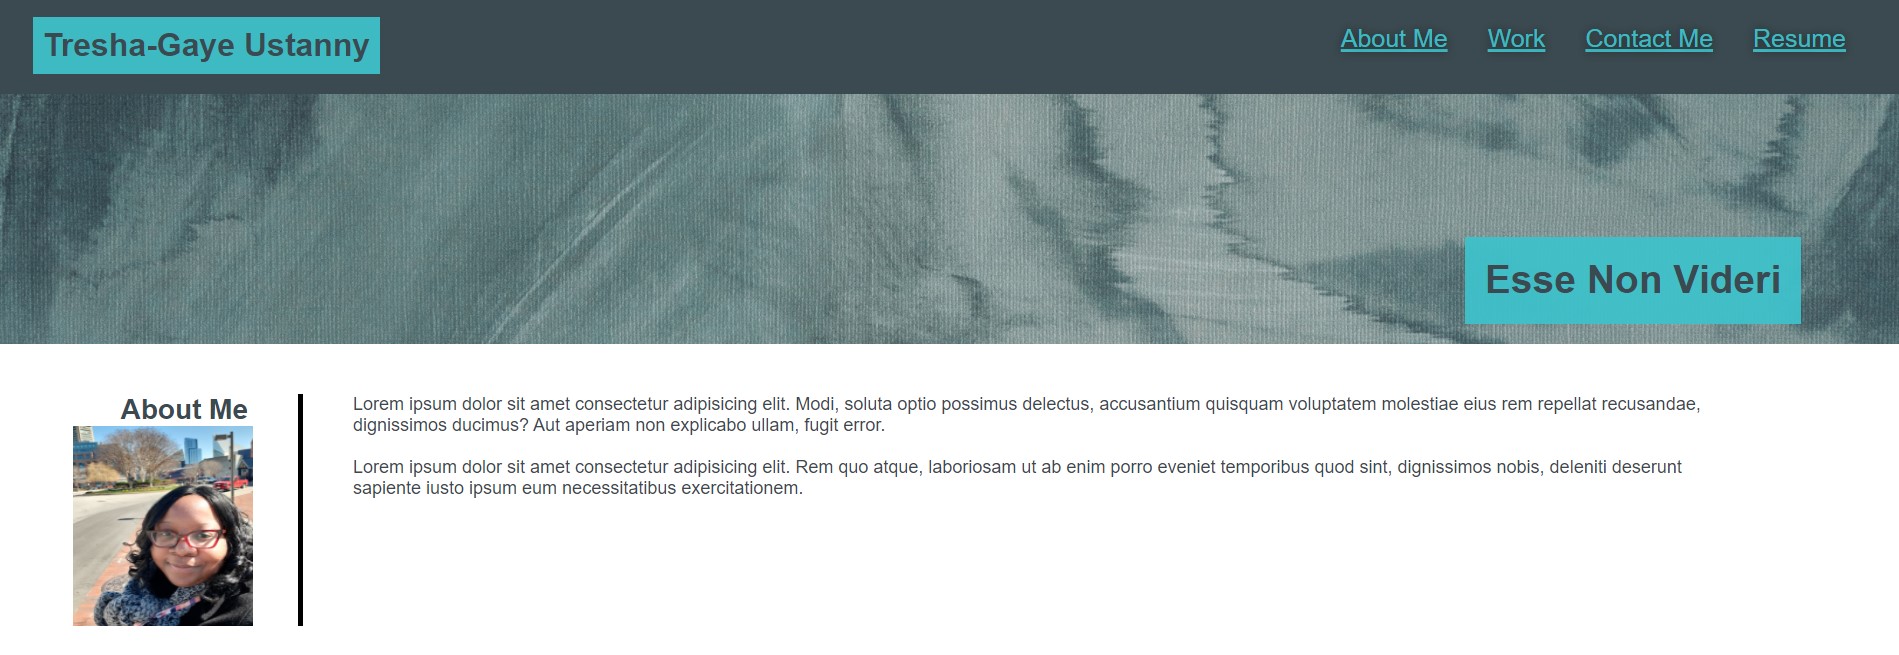 Tresha-Gaye Ustanny
About Me Work Contact Me Resume
Esse Non Videri
About Me
Lorem ipsum dolor sit amet consectetur adipisicing elit. Modi, soluta optio possimus delectus, accusantium quisquam voluptatem molestiae eius rem repellat recusandae,
dignissimos ducimus? Aut aperiam non explicabo ullam, fugit error.
Lorem ipsum dolor sit amet consectetur adipisicing elit. Rem quo atque, laboriosam ut ab enim porro eveniet temporibus quod sint, dignissimos nobis, deleniti deserunt
sapiente iusto ipsum eum necessitatibus exercitationem.